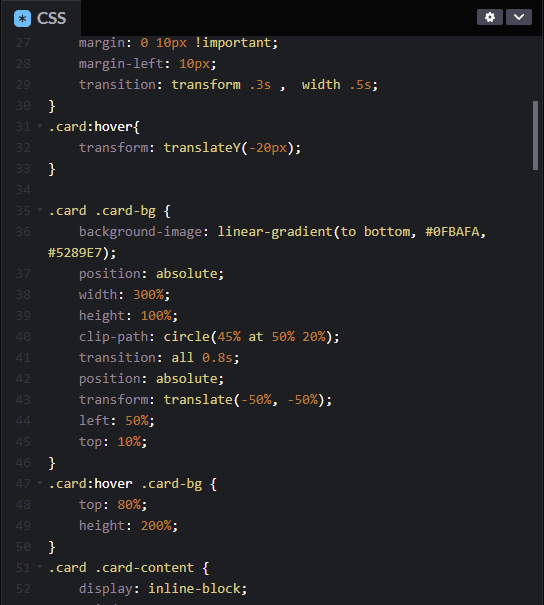 * CSS
27 margin: 0 10px !important;
28 margin-left: 10px;
29 transition: transform .3s ,  width .5s;
30 }
31 .card:hover{
32 transform: translateY(-20px);
33 }
34
35 .card .card-bg {
36 background-image: linear-gradient(to bottom, #0FBAFA,
#5289E7);
37 position: absolute;
38 width: 300%;
39 height: 100%;
40 clip-path: circle(45% at 50% 20%);
41 transition: all 0.8s;
42 position: absolute;
43 transform: translate(-50%, -50%);
44 left: 50%;
45 top: 10%;
46 }
47 .card:hover .card-bg {
48 top: 80%;
49 height: 200%;
50 }
51 .card .card-content {
52 display: inline-block;